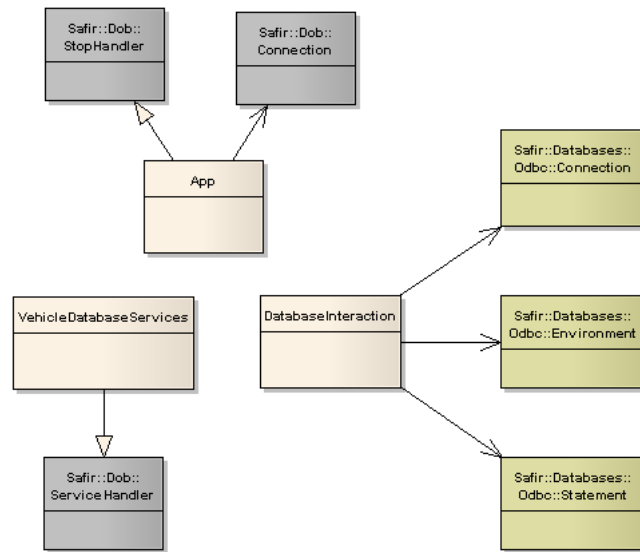 Safir::Dob::
StopHandler
Safir::Dob::
Connection
App
Safir::Databases::
Odbc::Connection
VehicleDatabaseServices
DatabaseInteraction
Safir::Databases::
Odbc::Environment
Safir::Dob::
ServiceHandler
Safir::Databases::
Odbc::Statement